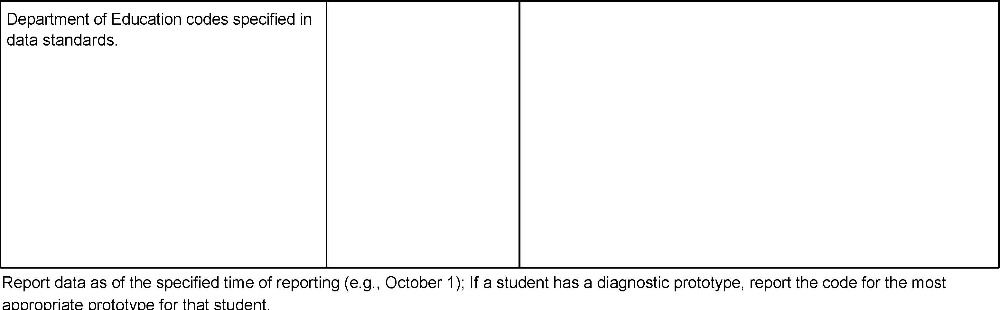 Department of Education codes specified in
data standards.
Report data as of the specified time of reporting (e.g., October 1); If a student has a diagnostic prototype, report the code for the most
appropriate prototype for that student.